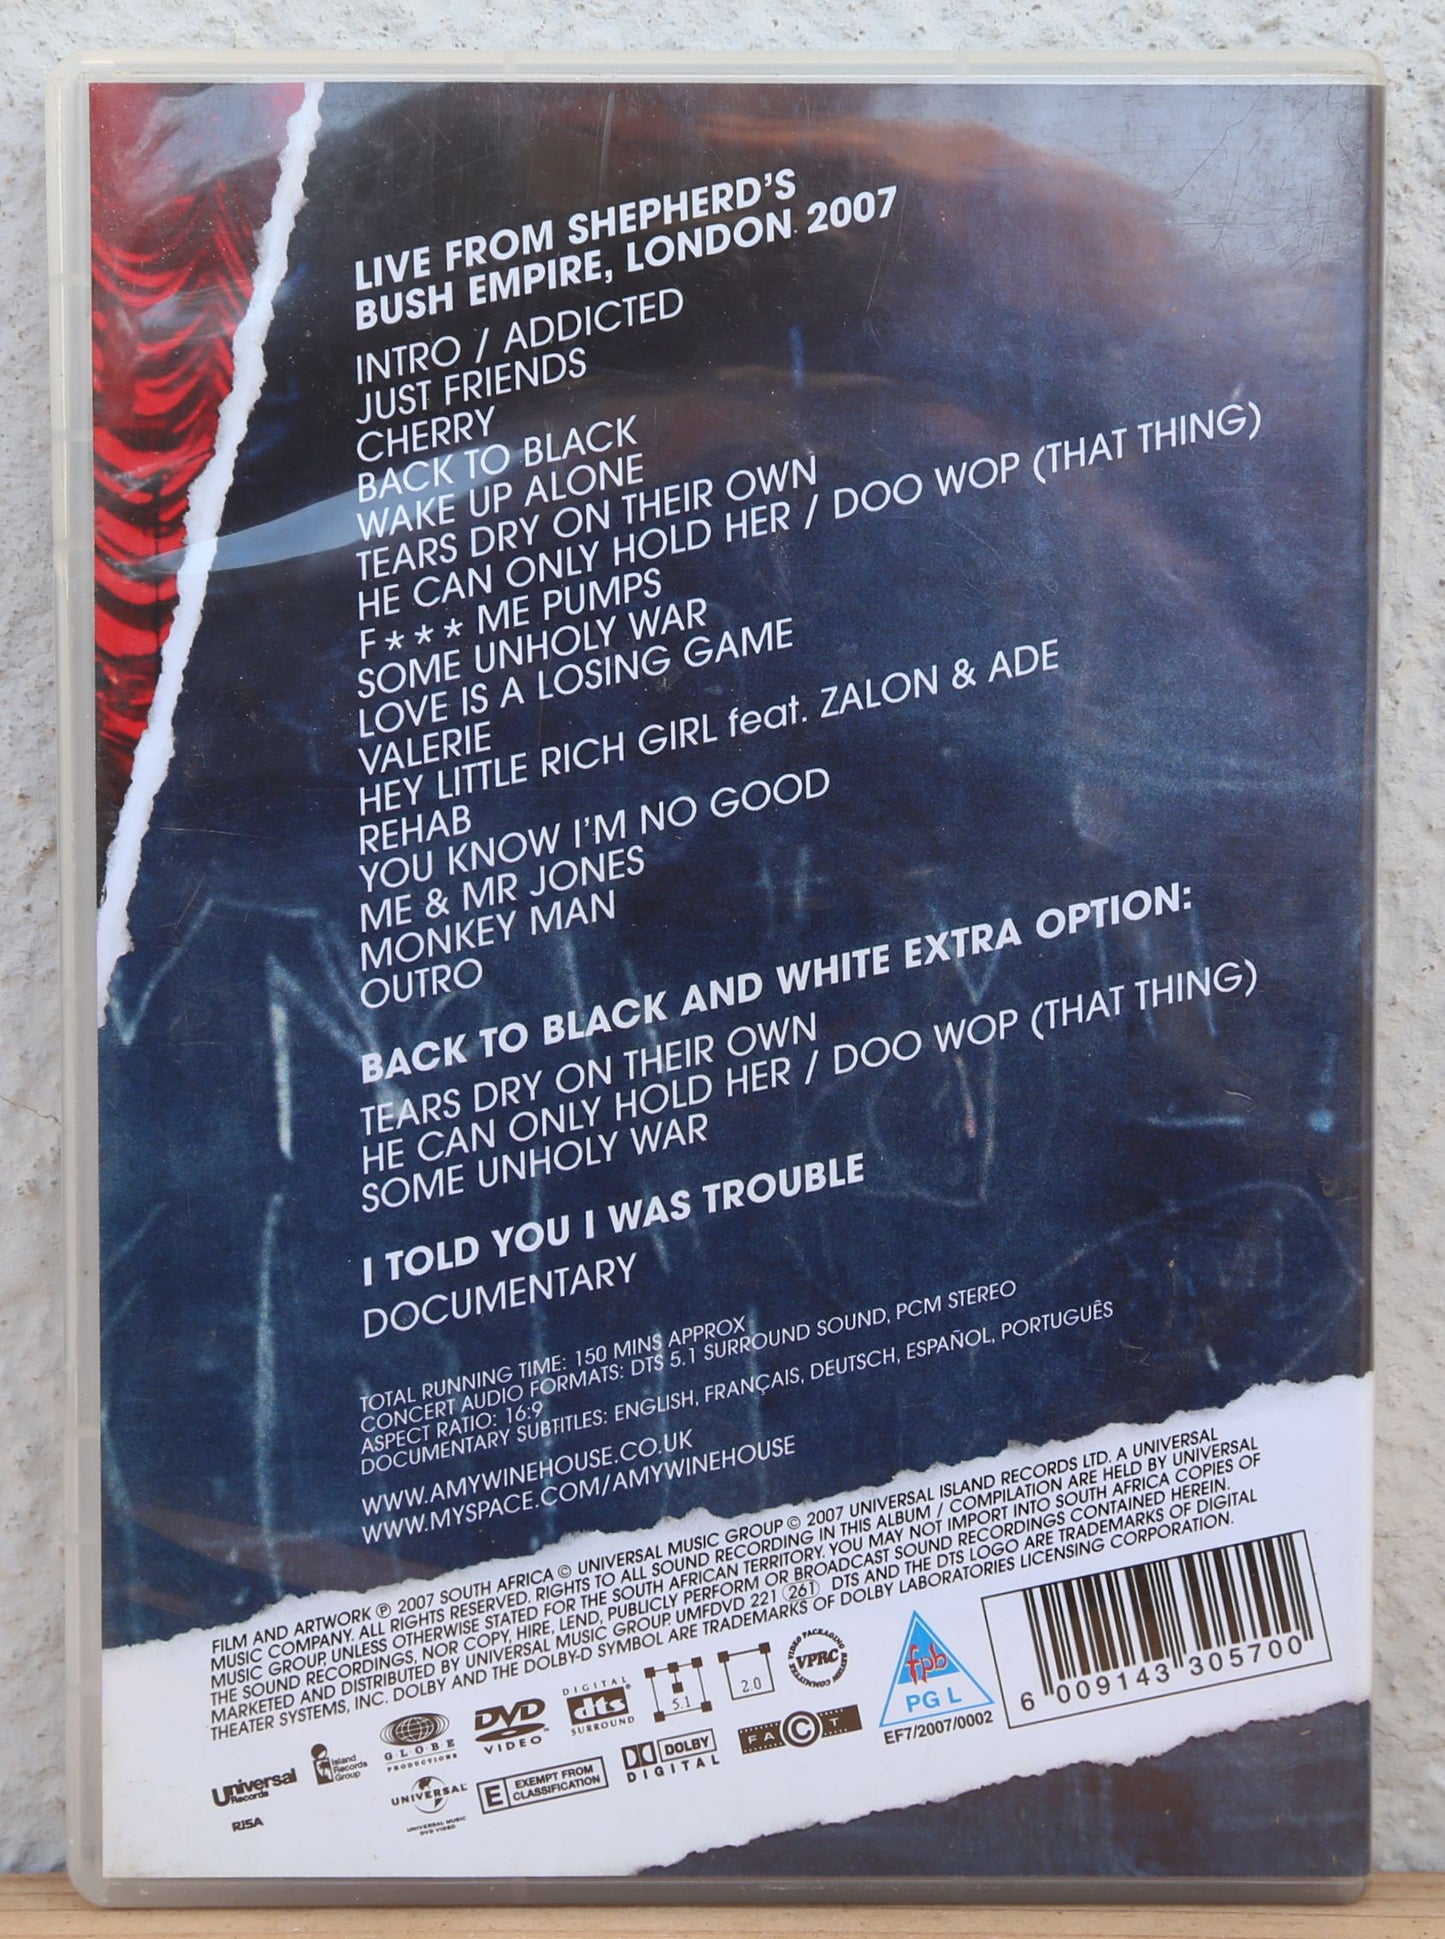 LIVE FROM SHEPHERD'S
BUSH EMPIRE, LONDON 2007
INTRO / ADDICTED
JUST FRIENDS
CHERRY
BACK TO BLACK
WAKE UP ALONE
TEARS DRY ON THEIR OWN
HE CAN ONLY HOLD HER / DOO WOP (THAT THING)
F*** ME PUMPS
SOME UNHOLY WAR
LOVE IS A LOSING GAME
VALERIE
HEY LITTLE RICH GIRL feat. ZALON & ADE
REHAB
YOU KNOW I'M NO GOOD
ME & MR JONES
MONKEY MAN
OUTRO
BACK TO BLACK AND WHITE EXTRA OPTION:
TEARS DRY ON THEIR OWN
HE CAN ONLY HOLD HER / DOO WOP (THAT THING)
SOME UNHOLY WAR
I TOLD YOU I WAS TROUBLE
DOCUMENTARY
TOTAL RUNNING TIME: 150 MINS APPROX
CONCERT AUDIO FORMATS: DTS 5.1 SURROUND SOUND, PCM STEREO
ASPECT RATIO: 16:9
DOCUMENTARY SUBTITLES: ENGLISH, FRANÇAIS, DEUTSCH, ESPAÑOL, PORTUGUÊS
WWW.AMYWINEHOUSE.CO.UK
WWW.MYSPACE.COM/AMYWINEHOUSE
FILM AND ARTWORK ℗ 2007 SOUTH AFRICA © UNIVERSAL MUSIC GROUP © 2007 UNIVERSAL ISLAND RECORDS LTD. A UNIVERSAL
MUSIC COMPANY. ALL RIGHTS RESERVED. RIGHTS TO ALL SOUND RECORDING IN THIS ALBUM / COMPILATION ARE HELD BY UNIVERSAL
MUSIC GROUP, UNLESS OTHERWISE STATED FOR THE SOUTH AFRICAN TERRITORY. YOU MAY NOT IMPORT INTO SOUTH AFRICA COPIES OF
THE SOUND RECORDINGS, NOR COPY, HIRE, LEND, PUBLICLY PERFORM OR BROADCAST SOUND RECORDINGS CONTAINED HEREIN.
MARKETED AND DISTRIBUTED BY UNIVERSAL MUSIC GROUP. UMFDVD 221 (261) DTS AND THE DTS LOGO ARE TRADEMARKS OF DIGITAL
THEATER SYSTEMS, INC. DOLBY AND THE DOLBY-D SYMBOL ARE TRADEMARKS OF DOLBY LABORATORIES LICENSING CORPORATION.
Universal
Records
RISA
Island
Records
Group
GLOBE
PRODUCTIONS
UNIVERSAL
UNIVERSAL MUSIC
DVD VIDEO
DVD
VIDEO
E EXEMPT FROM
CLASSIFICATION
DIGITAL
dts
SURROUND
5.1
2.0
DOLBY
DIGITAL
VIDEO PACKAGING REVIEW COMMITTEE
VPRC
FACT
fpb
PG L
EF7/2007/0002
6 009143 305700